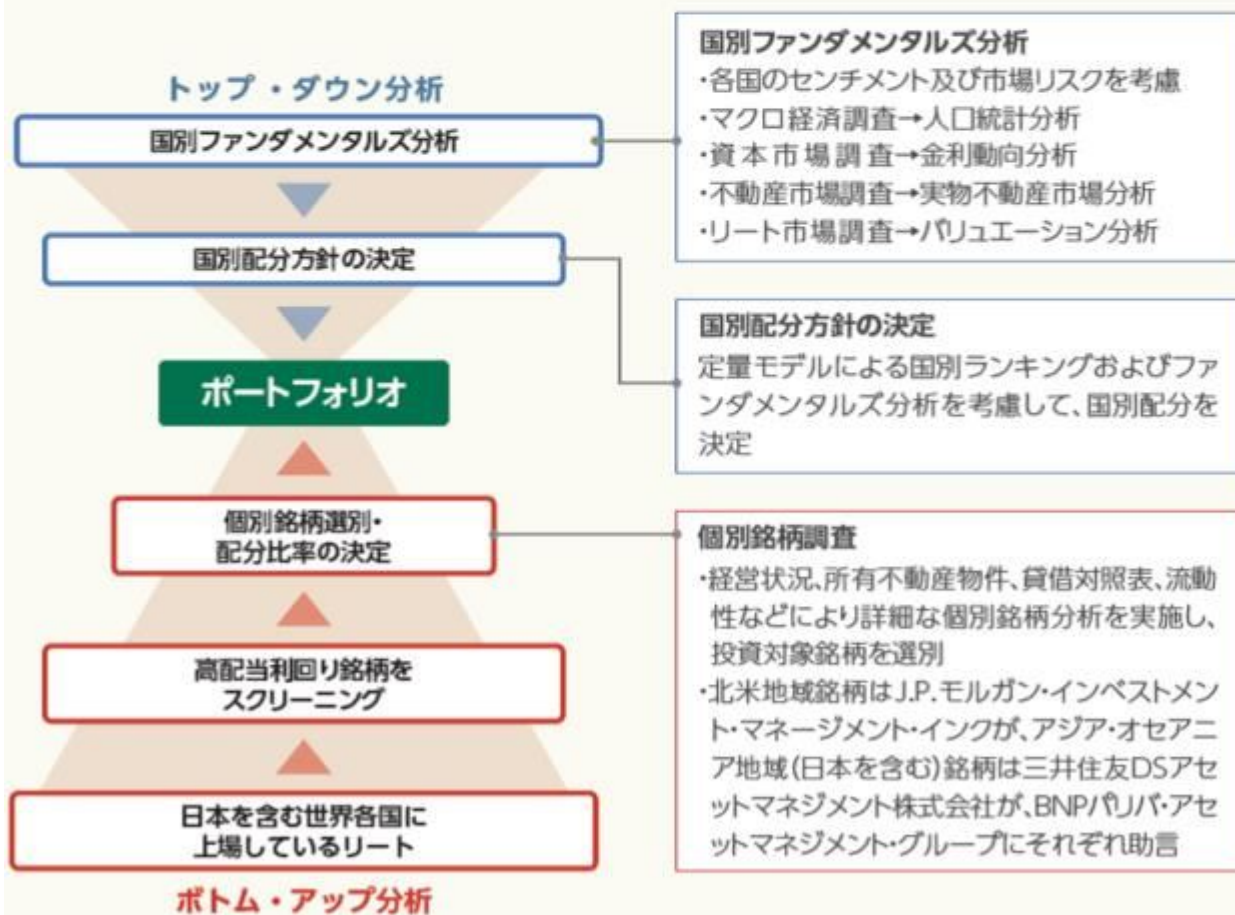 トップ・ダウン分析
国別ファンダメンタルズ分析
国別配分方針の決定
ポートフォリオ
個別銘柄選別・
配分比率の決定
高配当利回り銘柄を
スクリーニング
日本を含む世界各国に
上場しているリート
ボトム・アップ分析
国別ファンダメンタルズ分析
・各国のセンチメント及び市場リスクを考慮
・マクロ経済調査→人口統計分析
・資本市場調査→金利動向分析
・不動産市場調査→実物不動産市場分析
・リート市場調査→バリュエーション分析
国別配分方針の決定
定量モデルによる国別ランキングおよびファ
ンダメンタルズ分析を考慮して、国別配分を
決定
個別銘柄調査
・経営状況、所有不動産物件、貸借対照表、流動
性などにより詳細な個別銘柄分析を実施し、
投資対象銘柄を選別
・北米地域銘柄はJ.P.モルガン・インベストメン
ト・マネージメント・インクが、アジア・オセアニ
ア地域(日本を含む)銘柄は三井住友DSアセ
ットマネジメント株式会社が、BNPパリバ・アセ
ットマネジメント・グループにそれぞれ助言